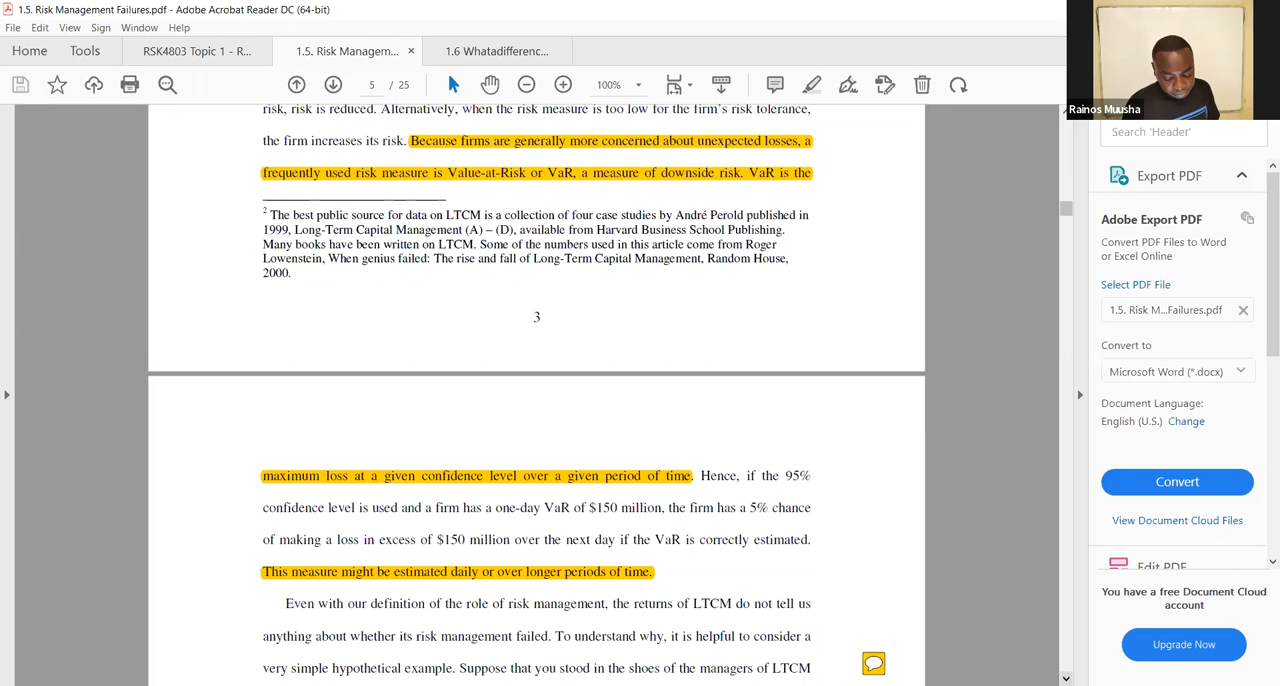 1.5. Risk Management Failures.pdf - Adobe Acrobat Reader DC (64-bit)
File Edit View Sign Window Help
Home Tools RSK4803 Topic 1 - R... 1.5. Risk Managem... × 1.6 Whatadifferenc...
5 / 25 100%
Rainos Muusha
risk, risk is reduced. Alternatively, when the risk measure is too low for the firm's risk tolerance,
the firm increases its risk. Because firms are generally more concerned about unexpected losses, a
frequently used risk measure is Value-at-Risk or VaR, a measure of downside risk. VaR is the
2 The best public source for data on LTCM is a collection of four case studies by André Perold published in
1999, Long-Term Capital Management (A) – (D), available from Harvard Business School Publishing.
Many books have been written on LTCM. Some of the numbers used in this article come from Roger
Lowenstein, When genius failed: The rise and fall of Long-Term Capital Management, Random House,
2000.
3
maximum loss at a given confidence level over a given period of time. Hence, if the 95%
confidence level is used and a firm has a one-day VaR of $150 million, the firm has a 5% chance
of making a loss in excess of $150 million over the next day if the VaR is correctly estimated.
This measure might be estimated daily or over longer periods of time.
Even with our definition of the role of risk management, the returns of LTCM do not tell us
anything about whether its risk management failed. To understand why, it is helpful to consider a
very simple hypothetical example. Suppose that you stood in the shoes of the managers of LTCM
Search 'Header'
Export PDF
Adobe Export PDF
Convert PDF Files to Word
or Excel Online
Select PDF File
1.5. Risk M...Failures.pdf
Convert to
Microsoft Word (*.docx)
Document Language:
English (U.S.) Change
Convert
View Document Cloud Files
Edit PDF
You have a free Document Cloud
account
Upgrade Now